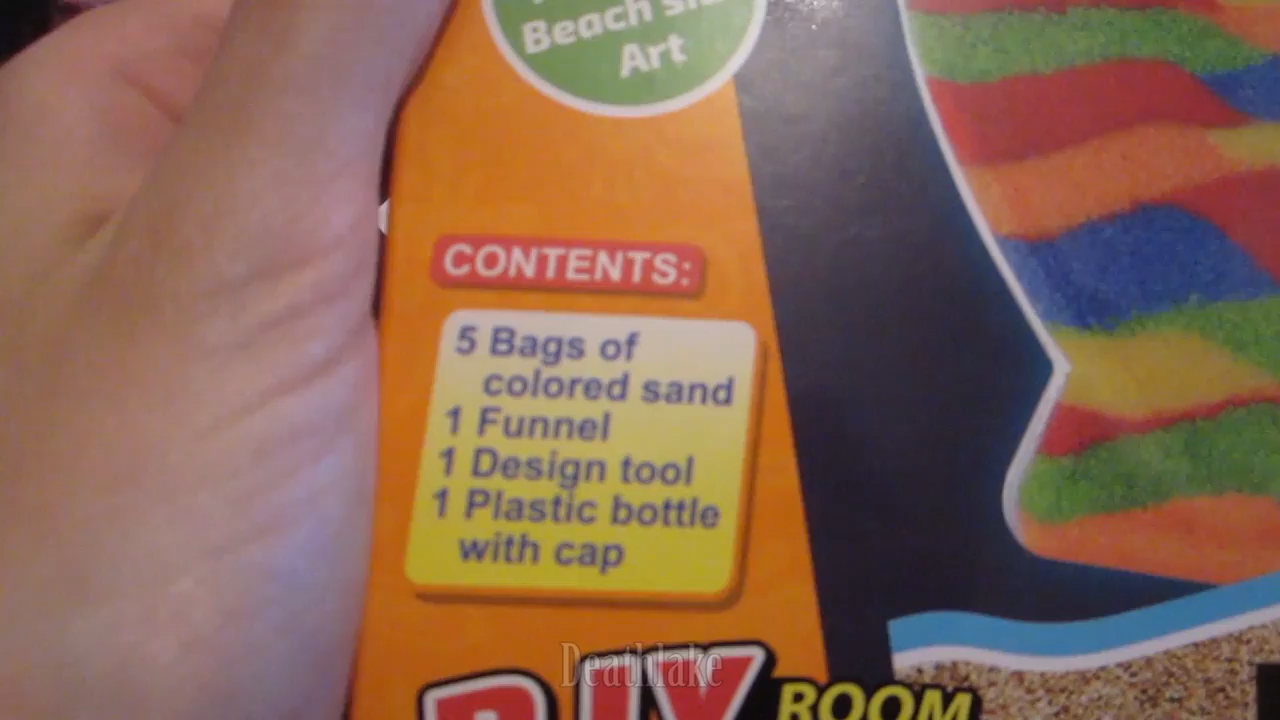 Beach
Art
CONTENTS:
5 Bags of
colored sand
1 Funnel
1 Design tool
1 Plastic bottle
with cap
Deathlake
DIY
ROOM